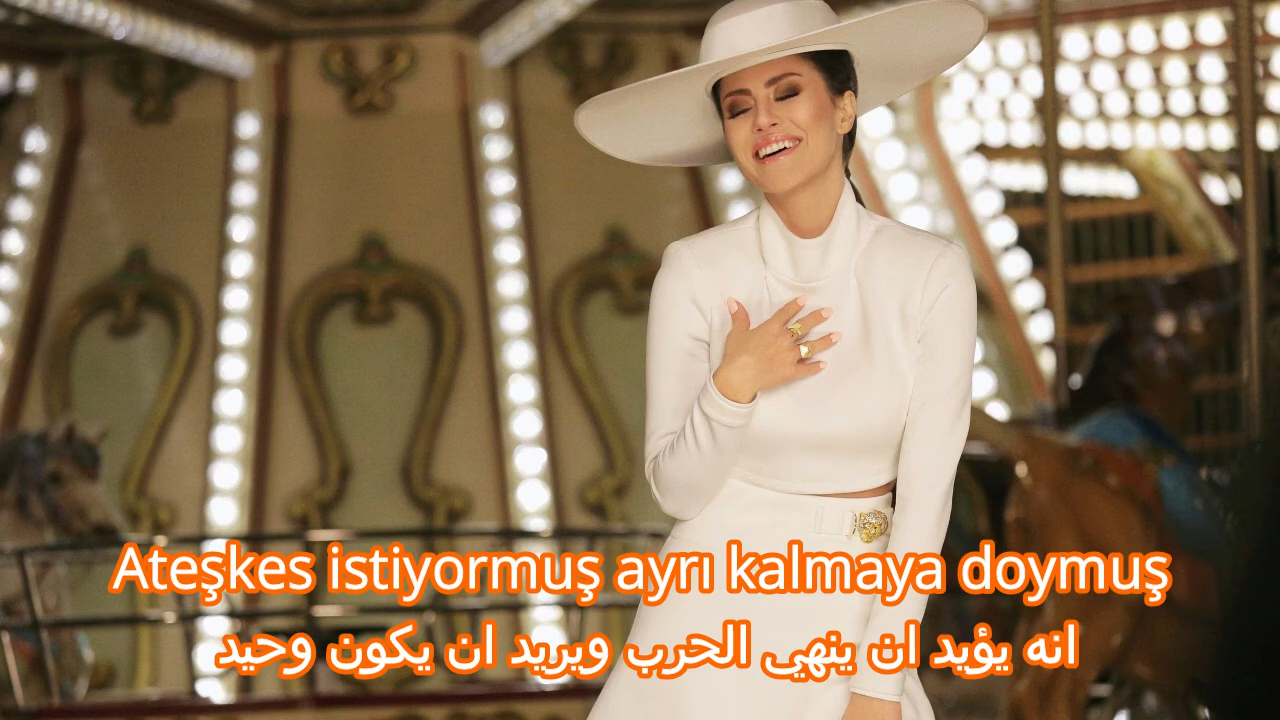 Ateşkes istiyormuş ayrı kalmaya doymuş
انه يؤيد ان ينهي الحرب ويريد ان يكون وحيد